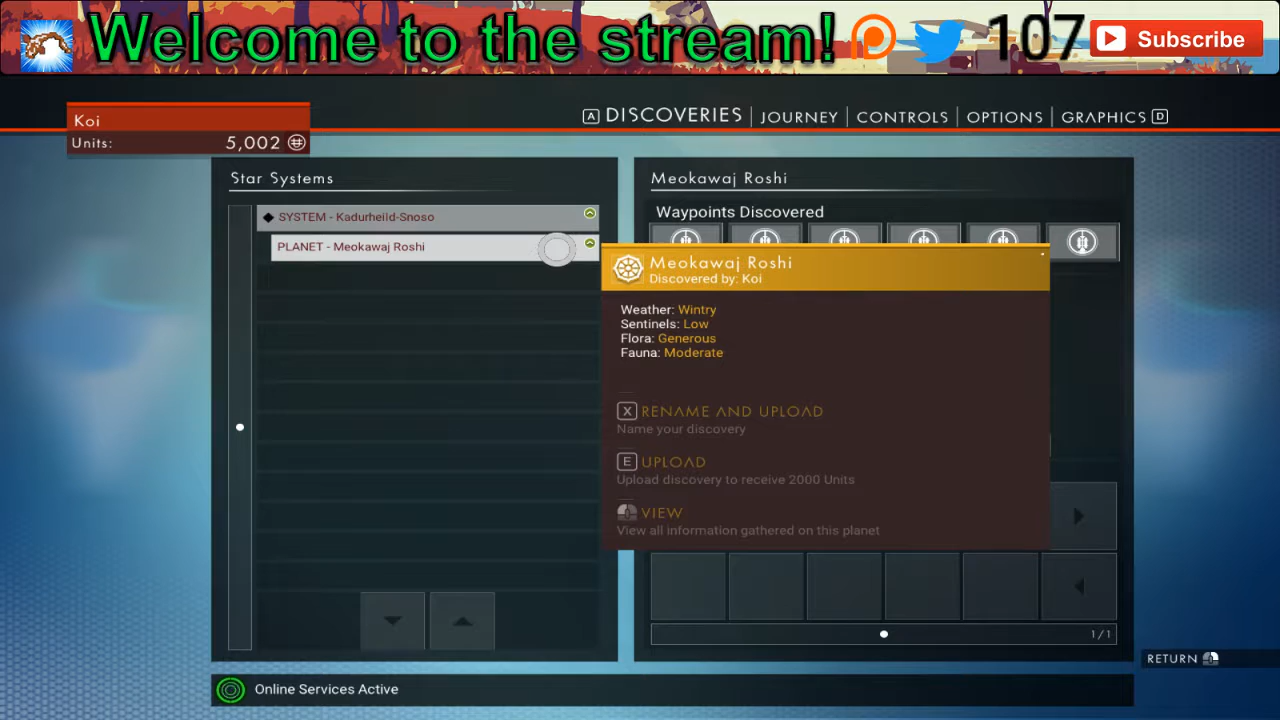 Welcome to the stream!
107
Subscribe
Koi
Units: 5,002
A DISCOVERIES JOURNEY CONTROLS OPTIONS GRAPHICS D
Star Systems
SYSTEM - Kadurheild-Snoso
PLANET - Meokawaj Roshi
Meokawaj Roshi
Waypoints Discovered
Meokawaj Roshi
Discovered by: Koi
Weather: Wintry
Sentinels: Low
Flora: Generous
Fauna: Moderate
X RENAME AND UPLOAD
Name your discovery
E UPLOAD
Upload discovery to receive 2000 Units
VIEW
View all information gathered on this planet
1/1
RETURN
Online Services Active